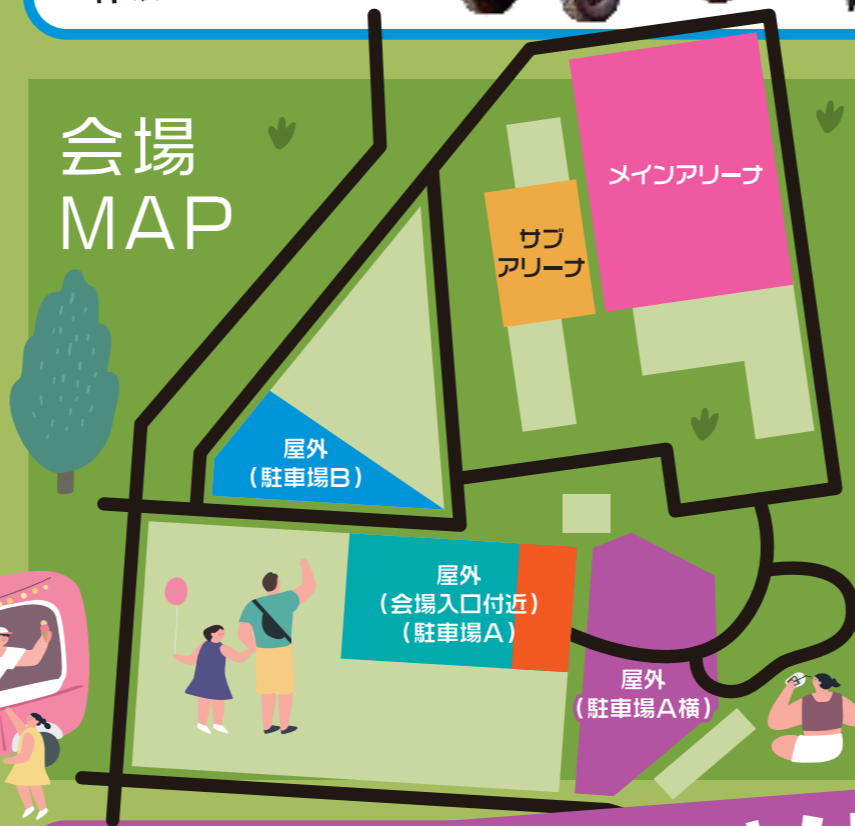 会場
MAP
メインアリーナ
サブ
アリーナ
屋外
（駐車場B）
屋外
（会場入口付近）
（駐車場A）
屋外
（駐車場A横）